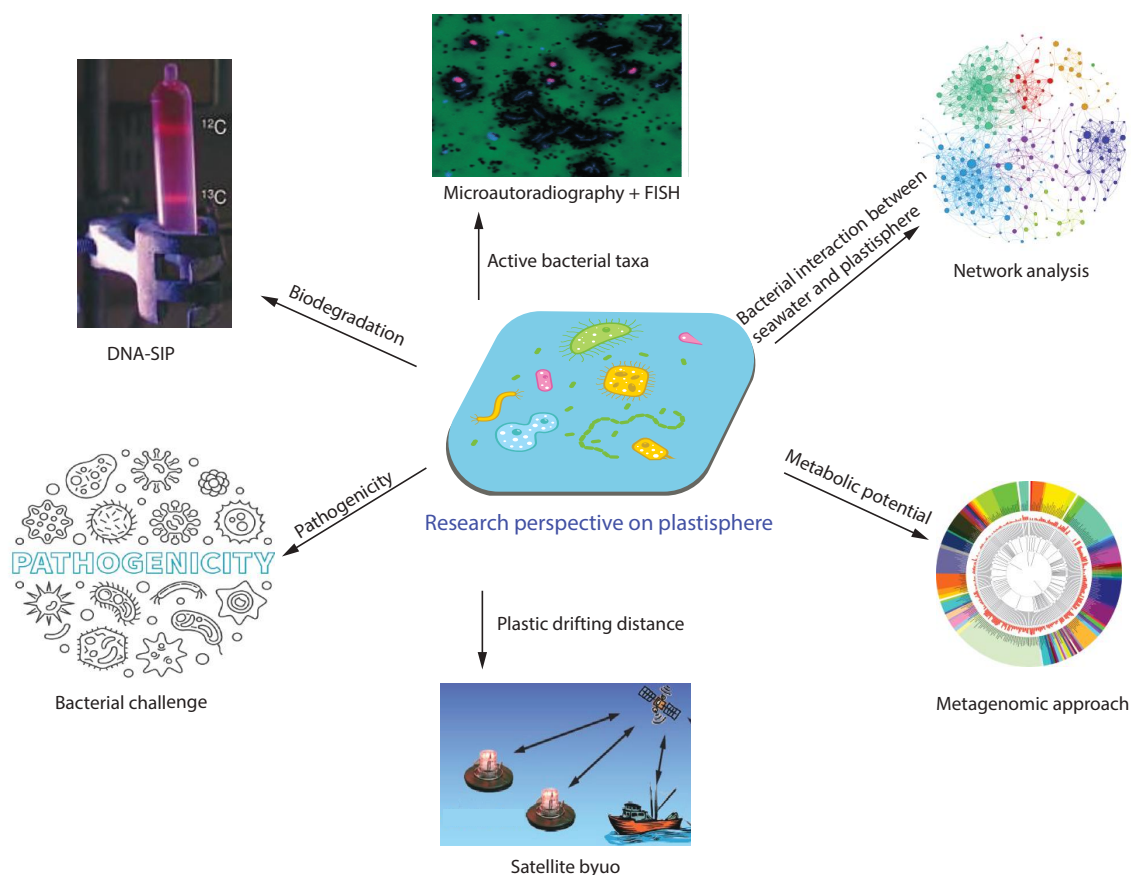 ¹²C
¹³C
DNA-SIP
Microautoradiography + FISH
Active bacterial taxa
Bacterial interaction between
seawater and plastisphere
Network analysis
Biodegradation
Pathogenicity
PATHOGENICITY
Bacterial challenge
Research perspective on plastisphere
Metabolic potential
Metagenomic approach
Plastic drifting distance
Satellite byuo